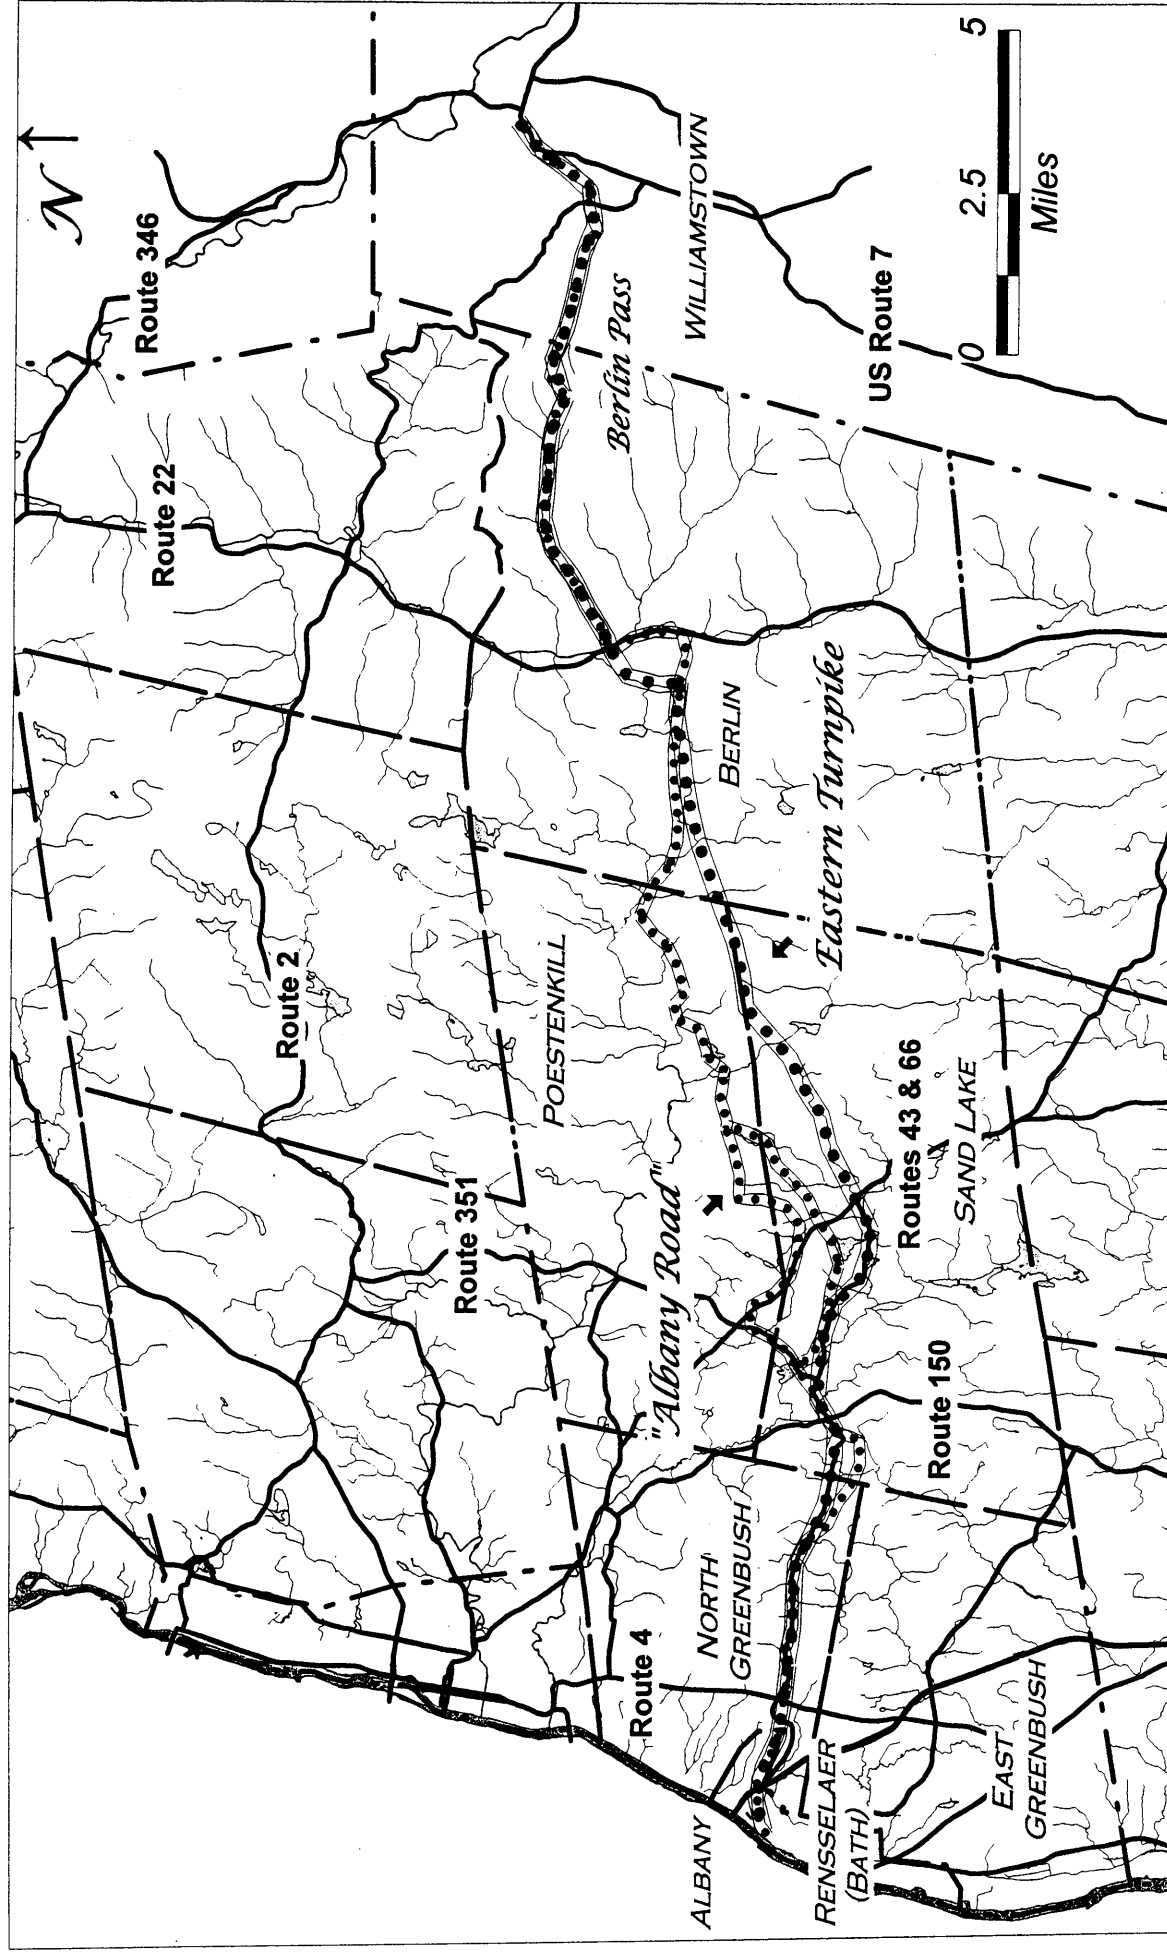 N
Route 346
Route 22
Route 2
Route 351
WILLIAMSTOWN
Berlin Pass
US Route 7
0 2.5 5
Miles
BERLIN
Eastern Turnpike
POESTENKILL
"Albany Road"
Routes 43 & 66
SAND LAKE
Route 150
NORTH
GREENBUSH
Route 4
ALBANY
RENSSELAER
(BATH)
EAST
GREENBUSH